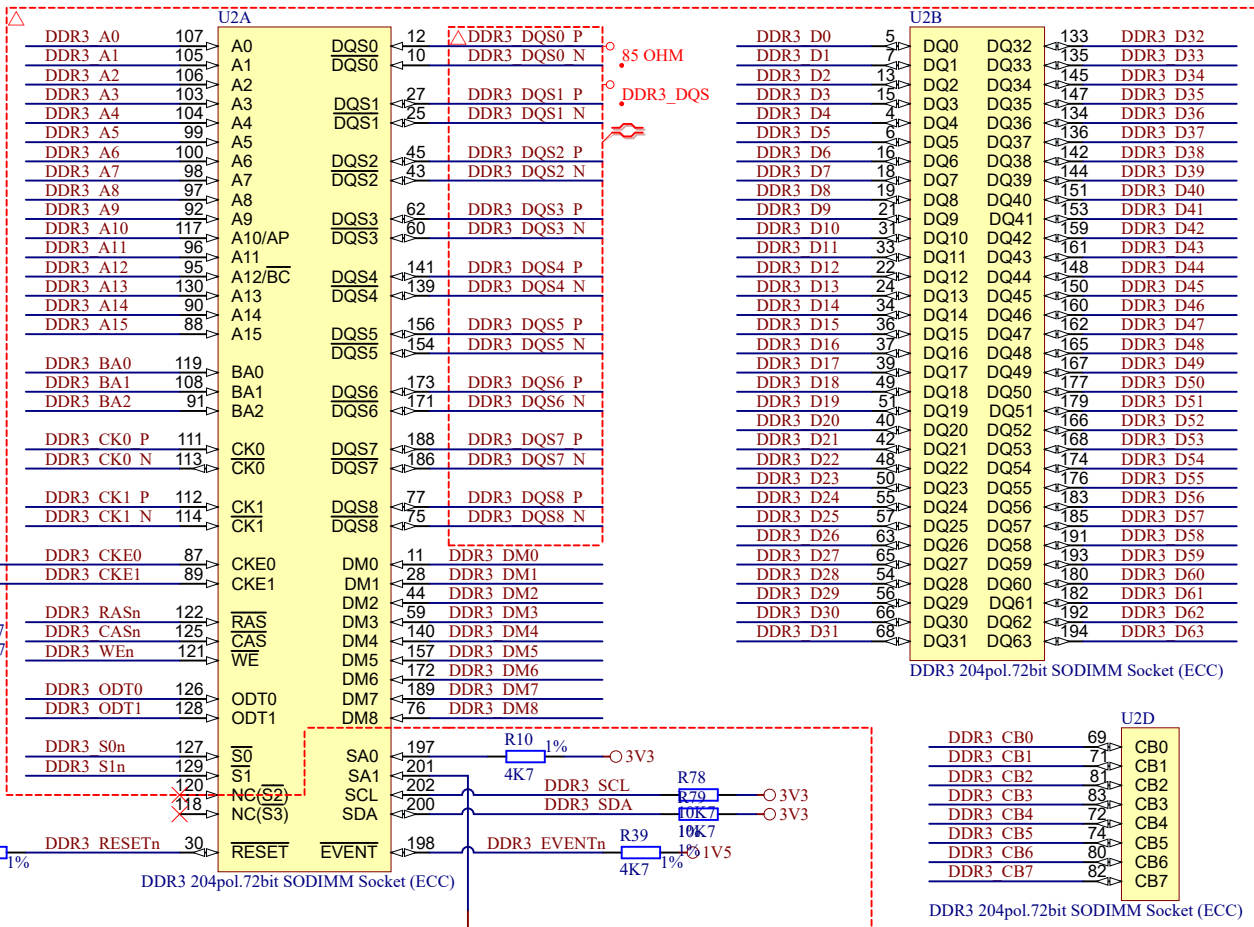 U2A
DDR3_A0 107 A0
DDR3_A1 105 A1
DDR3_A2 106 A2
DDR3_A3 103 A3
DDR3_A4 104 A4
DDR3_A5 99 A5
DDR3_A6 100 A6
DDR3_A7 98 A7
DDR3_A8 97 A8
DDR3_A9 92 A9
DDR3_A10 117 A10/AP
DDR3_A11 96 A11
DDR3_A12 95 A12/BC
DDR3_A13 130 A13
DDR3_A14 90 A14
DDR3_A15 88 A15
DDR3_BA0 119 BA0
DDR3_BA1 108 BA1
DDR3_BA2 91 BA2
DDR3_CK0_P 111 CK0
DDR3_CK0_N 113 CK0
DDR3_CK1_P 112 CK1
DDR3_CK1_N 114 CK1
DDR3_CKE0 87 CKE0
DDR3_CKE1 89 CKE1
DDR3_RASn 122 RAS
DDR3_CASn 125 CAS
DDR3_WEn 121 WE
DDR3_ODT0 126 ODT0
DDR3_ODT1 128 ODT1
DDR3_S0n 127 S0
DDR3_S1n 129 S1
120 NC(S2)
118 NC(S3)
1% DDR3_RESETn 30 RESET
DQS0 12 DDR3_DQS0_P
DQS0 10 DDR3_DQS0_N
DQS1 27 DDR3_DQS1_P
DQS1 25 DDR3_DQS1_N
DQS2 45 DDR3_DQS2_P
DQS2 43 DDR3_DQS2_N
DQS3 62 DDR3_DQS3_P
DQS3 60 DDR3_DQS3_N
DQS4 141 DDR3_DQS4_P
DQS4 139 DDR3_DQS4_N
DQS5 156 DDR3_DQS5_P
DQS5 154 DDR3_DQS5_N
DQS6 173 DDR3_DQS6_P
DQS6 171 DDR3_DQS6_N
DQS7 188 DDR3_DQS7_P
DQS7 186 DDR3_DQS7_N
DQS8 77 DDR3_DQS8_P
DQS8 75 DDR3_DQS8_N
85 OHM
DDR3_DQS
DM0 11 DDR3_DM0
DM1 28 DDR3_DM1
DM2 44 DDR3_DM2
DM3 59 DDR3_DM3
DM4 140 DDR3_DM4
DM5 157 DDR3_DM5
DM6 172 DDR3_DM6
DM7 189 DDR3_DM7
DM8 76 DDR3_DM8
SA0 197 R10 1% 4K7 3V3
SA1 201
SCL 202 DDR3_SCL R78 10K7 1% 3V3
SDA 200 DDR3_SDA R79 10K7 1% 3V3
EVENT 198 DDR3_EVENTn R39 4K7 1% 1V5
DDR3 204pol.72bit SODIMM Socket (ECC)
U2B
DDR3_D0 5 DQ0 DQ32 133 DDR3_D32
DDR3_D1 7 DQ1 DQ33 135 DDR3_D33
DDR3_D2 13 DQ2 DQ34 145 DDR3_D34
DDR3_D3 15 DQ3 DQ35 147 DDR3_D35
DDR3_D4 4 DQ4 DQ36 134 DDR3_D36
DDR3_D5 6 DQ5 DQ37 136 DDR3_D37
DDR3_D6 16 DQ6 DQ38 142 DDR3_D38
DDR3_D7 18 DQ7 DQ39 144 DDR3_D39
DDR3_D8 19 DQ8 DQ40 151 DDR3_D40
DDR3_D9 21 DQ9 DQ41 153 DDR3_D41
DDR3_D10 31 DQ10 DQ42 159 DDR3_D42
DDR3_D11 33 DQ11 DQ43 161 DDR3_D43
DDR3_D12 22 DQ12 DQ44 148 DDR3_D44
DDR3_D13 24 DQ13 DQ45 150 DDR3_D45
DDR3_D14 34 DQ14 DQ46 160 DDR3_D46
DDR3_D15 36 DQ15 DQ47 162 DDR3_D47
DDR3_D16 37 DQ16 DQ48 165 DDR3_D48
DDR3_D17 39 DQ17 DQ49 167 DDR3_D49
DDR3_D18 49 DQ18 DQ50 177 DDR3_D50
DDR3_D19 51 DQ19 DQ51 179 DDR3_D51
DDR3_D20 40 DQ20 DQ52 166 DDR3_D52
DDR3_D21 42 DQ21 DQ53 168 DDR3_D53
DDR3_D22 48 DQ22 DQ54 174 DDR3_D54
DDR3_D23 50 DQ23 DQ55 176 DDR3_D55
DDR3_D24 55 DQ24 DQ56 183 DDR3_D56
DDR3_D25 57 DQ25 DQ57 185 DDR3_D57
DDR3_D26 63 DQ26 DQ58 191 DDR3_D58
DDR3_D27 65 DQ27 DQ59 193 DDR3_D59
DDR3_D28 54 DQ28 DQ60 180 DDR3_D60
DDR3_D29 56 DQ29 DQ61 182 DDR3_D61
DDR3_D30 66 DQ30 DQ62 192 DDR3_D62
DDR3_D31 68 DQ31 DQ63 194 DDR3_D63
DDR3 204pol.72bit SODIMM Socket (ECC)
U2D
DDR3_CB0 69 CB0
DDR3_CB1 71 CB1
DDR3_CB2 81 CB2
DDR3_CB3 83 CB3
DDR3_CB4 72 CB4
DDR3_CB5 74 CB5
DDR3_CB6 80 CB6
DDR3_CB7 82 CB7
DDR3 204pol.72bit SODIMM Socket (ECC)